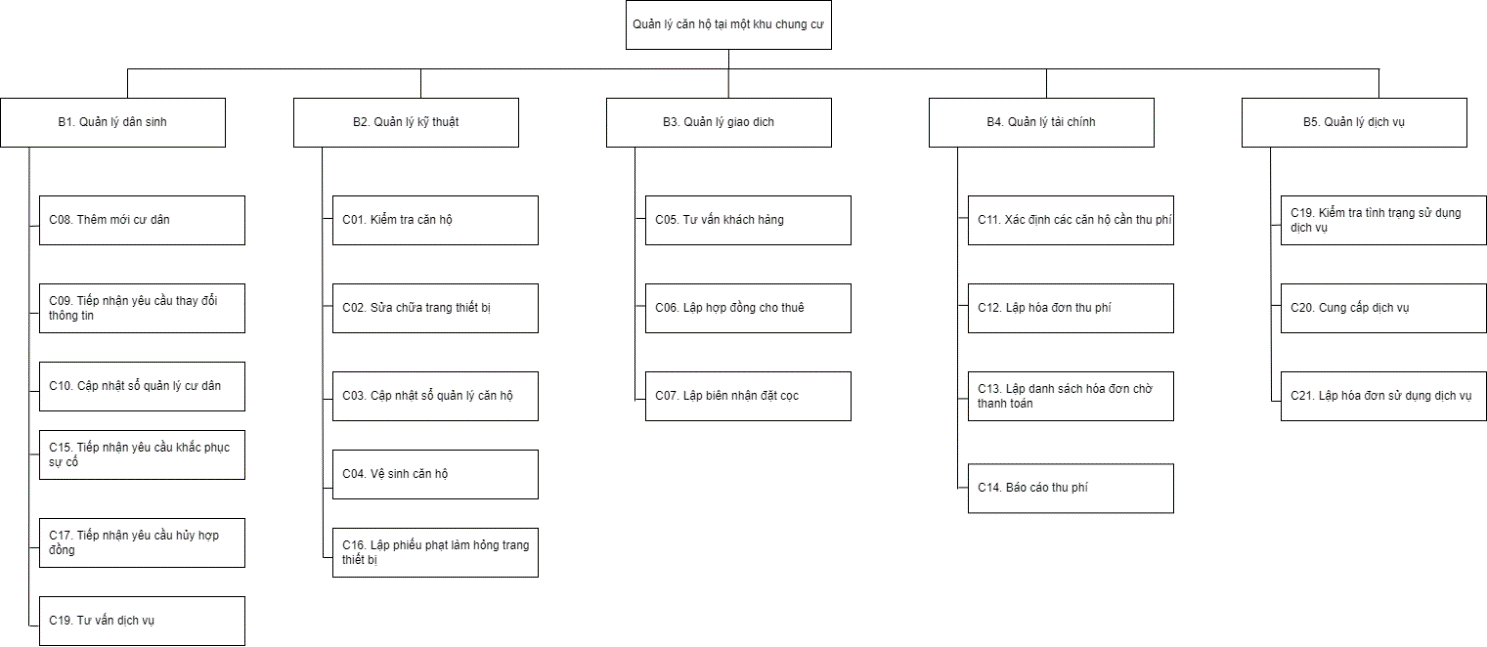 Quản lý căn hộ tại một khu chung cư
B1. Quản lý dân sinh
B2. Quản lý kỹ thuật
B3. Quản lý giao dich
B4. Quản lý tài chính
B5. Quản lý dịch vụ
C08. Thêm mới cư dân
C09. Tiếp nhận yêu cầu thay đổi
thông tin
C10. Cập nhật sổ quản lý cư dân
C15. Tiếp nhận yêu cầu khắc phục
sự cố
C17. Tiếp nhận yêu cầu hủy hợp
đồng
C19. Tư vấn dịch vụ
C01. Kiểm tra căn hộ
C02. Sửa chữa trang thiết bị
C03. Cập nhật sổ quản lý căn hộ
C04. Vệ sinh căn hộ
C16. Lập phiếu phạt làm hỏng trang
thiết bị
C05. Tư vấn khách hàng
C06. Lập hợp đồng cho thuê
C07. Lập biên nhận đặt cọc
C11. Xác định các căn hộ cần thu phí
C12. Lập hóa đơn thu phí
C13. Lập danh sách hóa đơn chờ
thanh toán
C14. Báo cáo thu phí
C19. Kiểm tra tình trạng sử dụng
dịch vụ
C20. Cung cấp dịch vụ
C21. Lập hóa đơn sử dụng dịch vụ